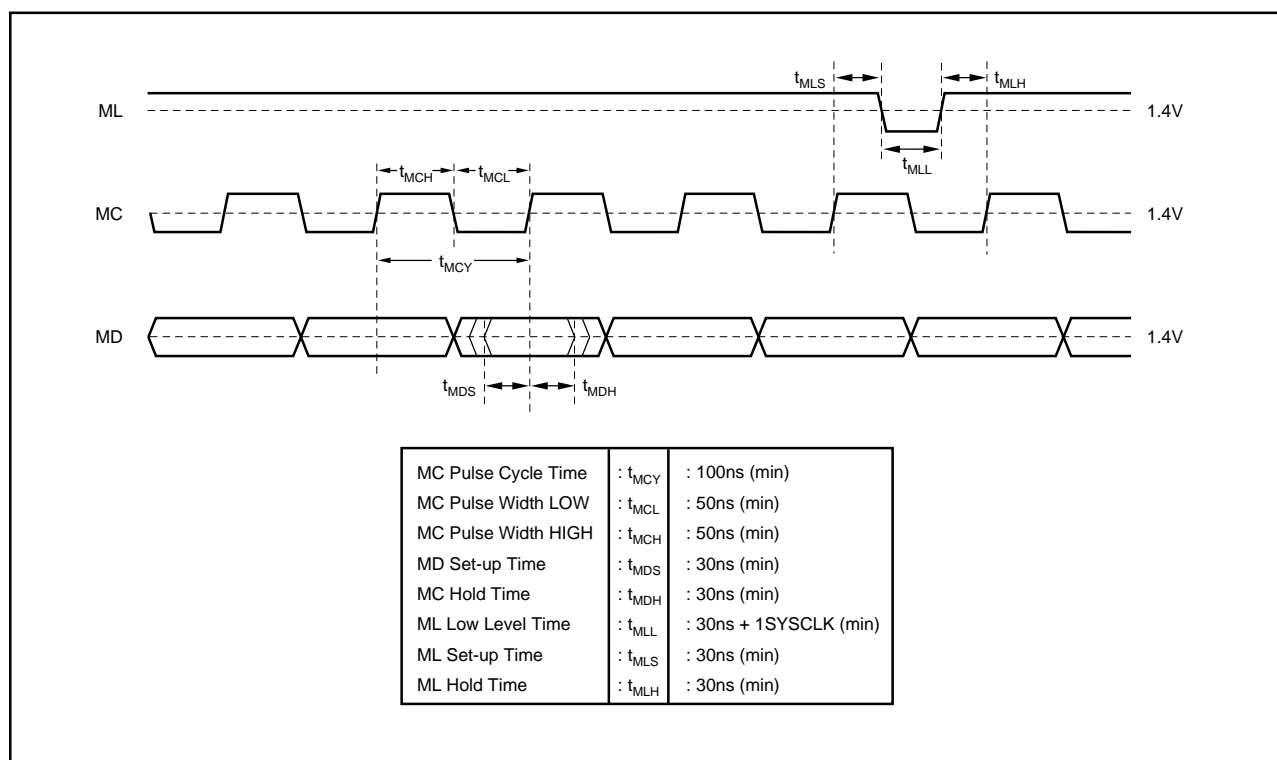 tMLS
tMLH
ML
1.4V
tMLL
tMCH
tMCL
MC
1.4V
tMCY
MD
1.4V
tMDS
tMDH
MC Pulse Cycle Time : tMCY : 100ns (min)
MC Pulse Width LOW : tMCL : 50ns (min)
MC Pulse Width HIGH : tMCH : 50ns (min)
MD Set-up Time : tMDS : 30ns (min)
MC Hold Time : tMDH : 30ns (min)
ML Low Level Time : tMLL : 30ns + 1SYSCLK (min)
ML Set-up Time : tMLS : 30ns (min)
ML Hold Time : tMLH : 30ns (min)